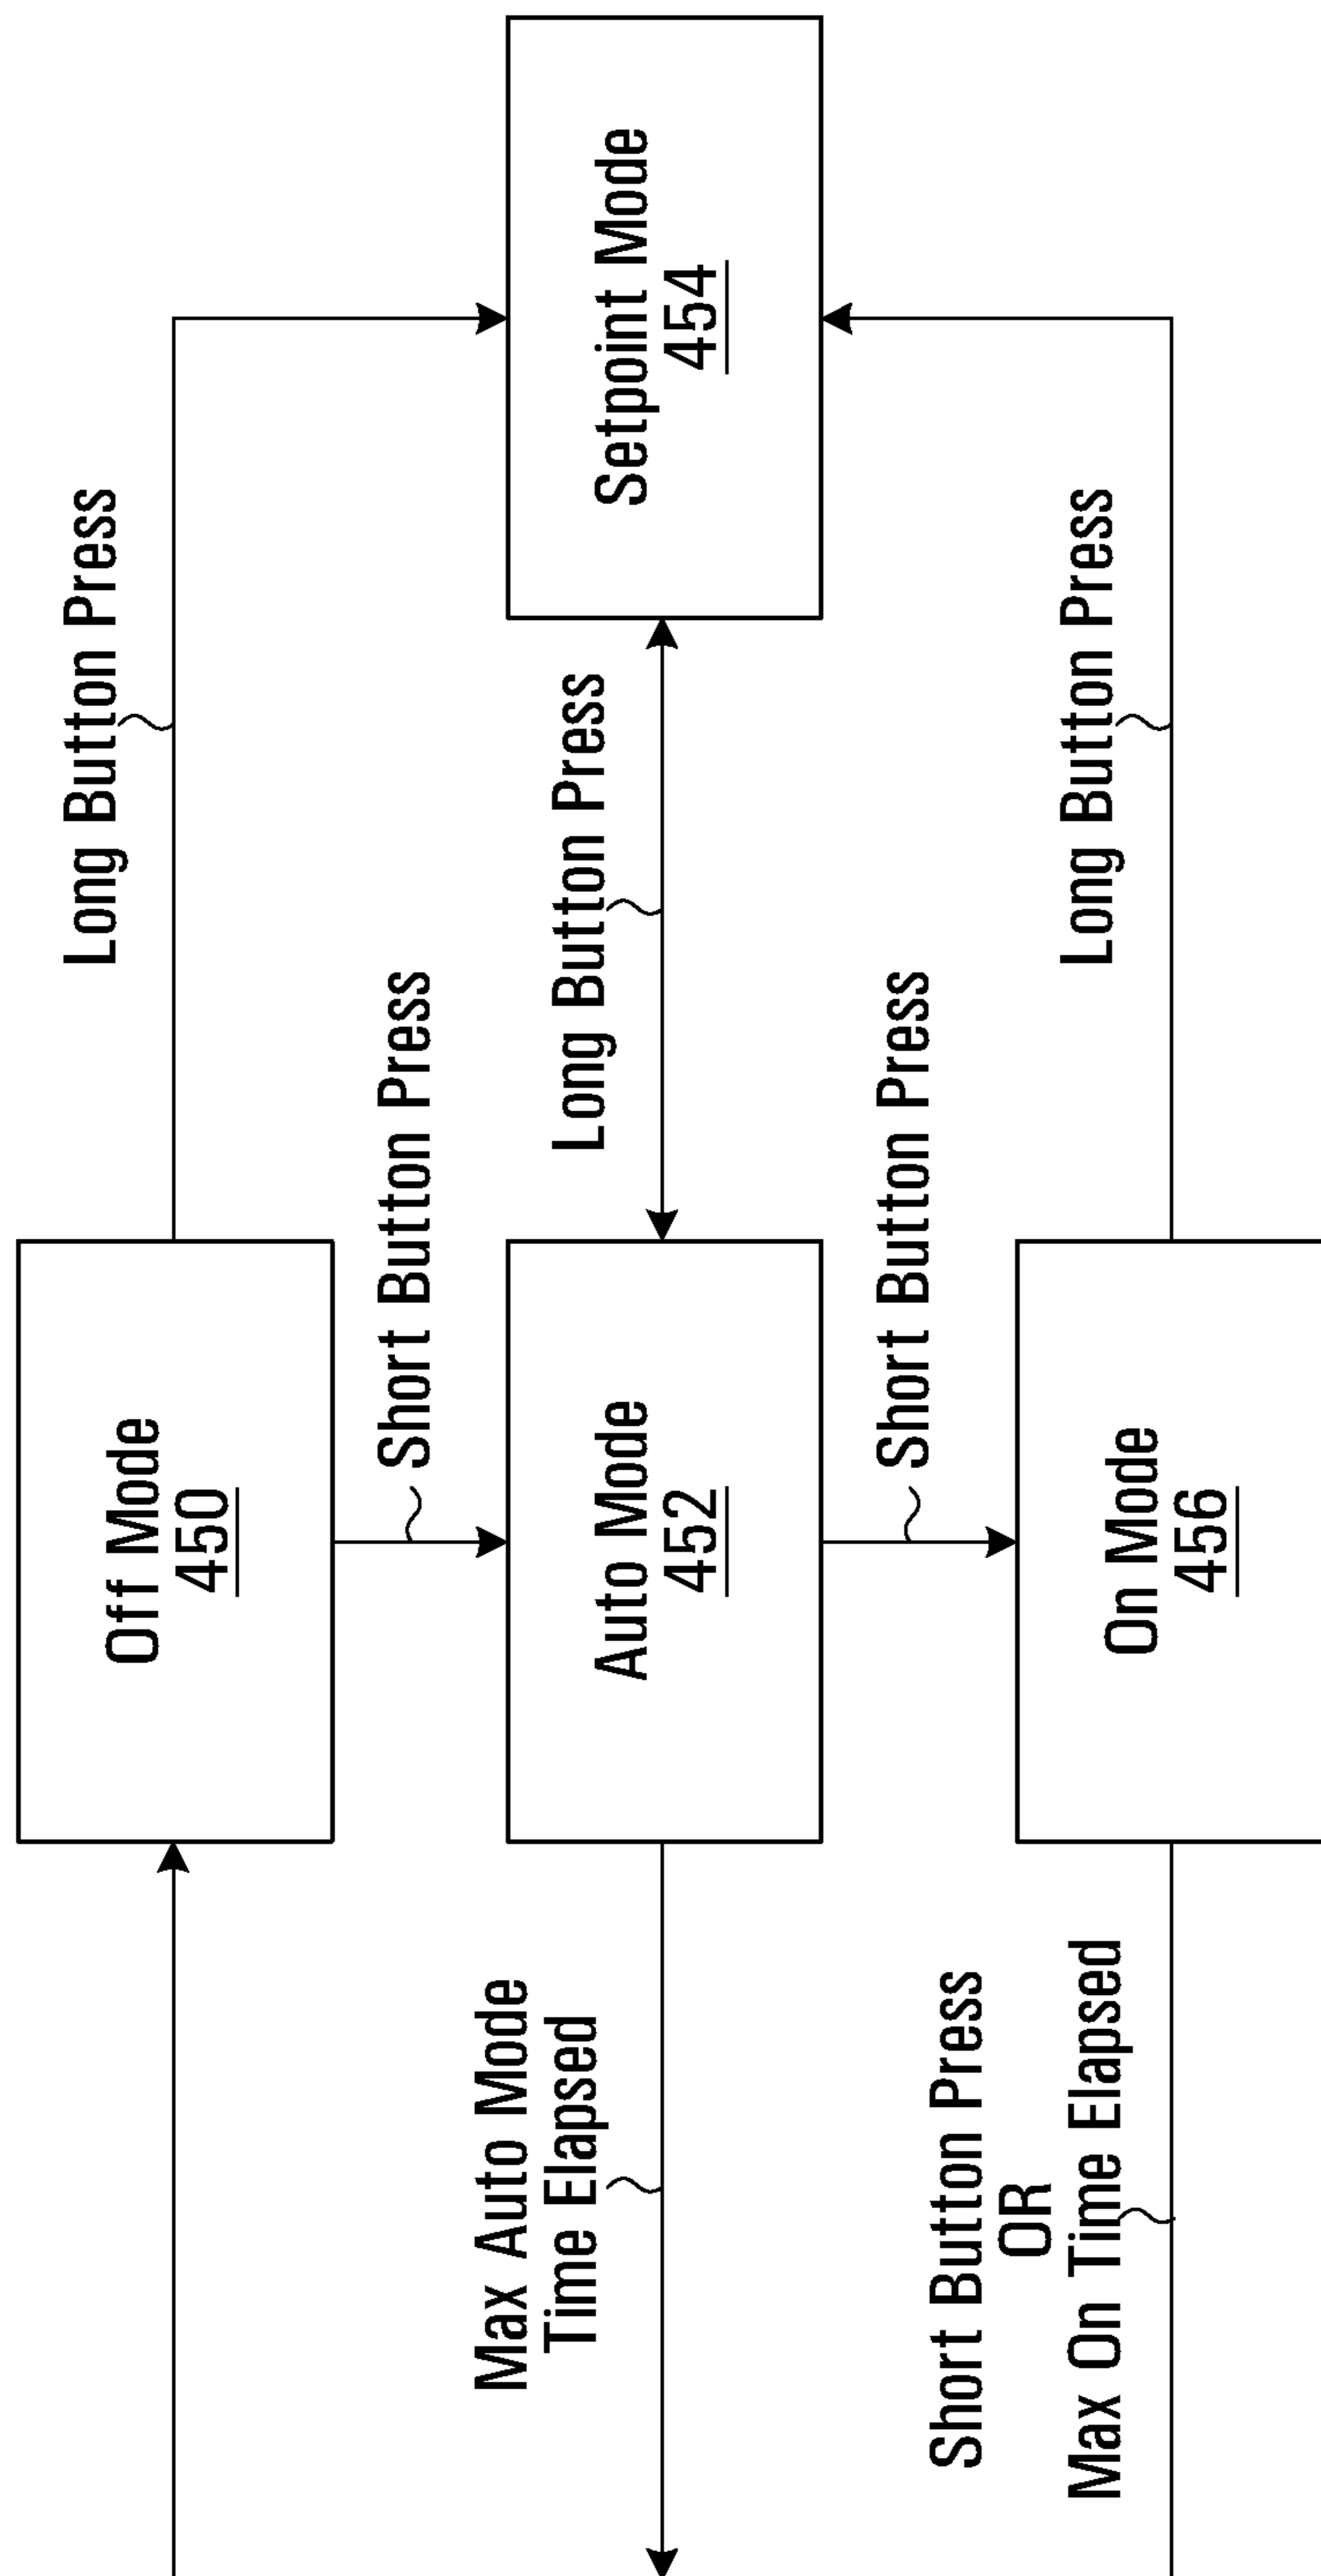 Off Mode
450
Long Button Press
Short Button Press
Max Auto Mode
Time Elapsed
Auto Mode
452
Long Button Press
Setpoint Mode
454
Short Button Press
Short Button Press
OR
Max On Time Elapsed
On Mode
456
Long Button Press